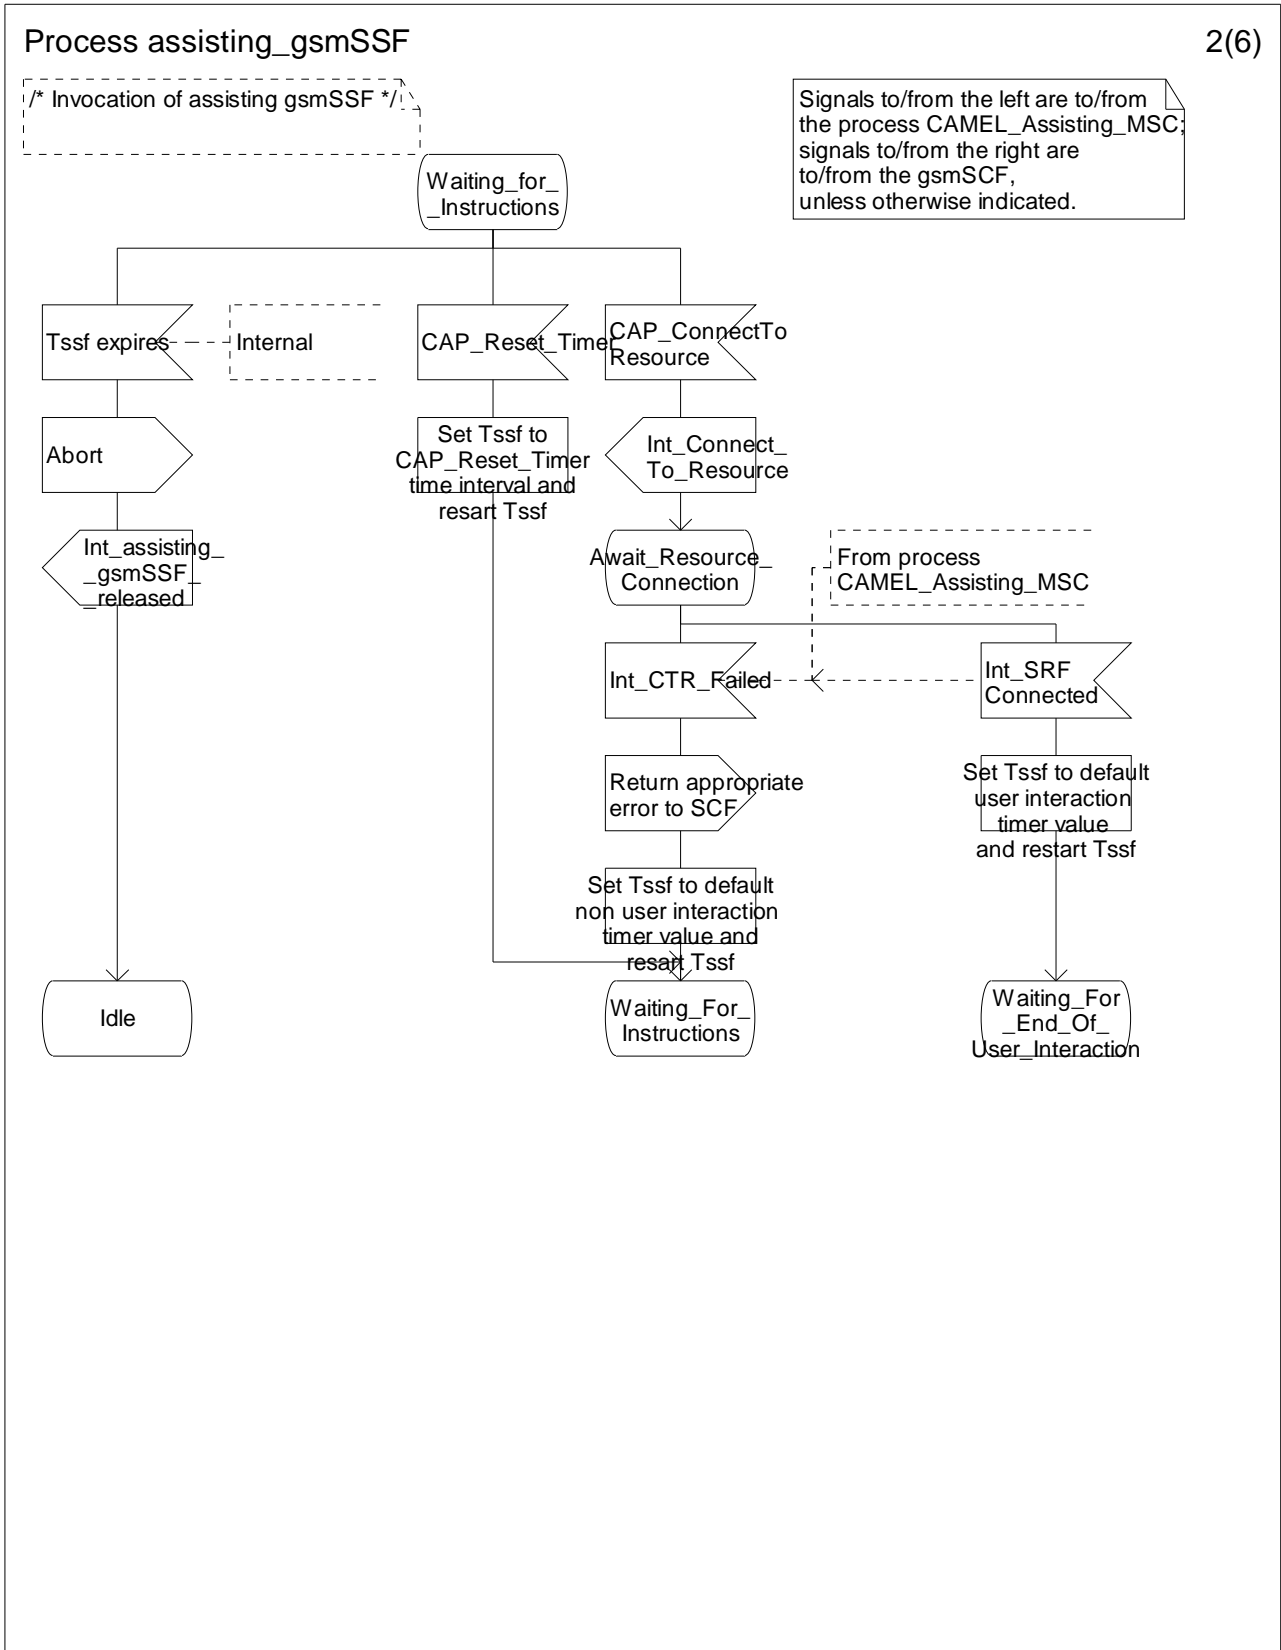 Process assisting_gsmSSF
2(6)
/* Invocation of assisting gsmSSF */
Signals to/from the left are to/from
the process CAMEL_Assisting_MSC;
signals to/from the right are
to/from the gsmSCF,
unless otherwise indicated.
Waiting_for_
_Instructions
Tssf expires
Internal
CAP_Reset_Timer
CAP_ConnectTo
Resource
Abort
Set Tssf to
CAP_Reset_Timer
time interval and
resart Tssf
Int_Connect_
To_Resource
Int_assisting_
_gsmSSF_
_released
Await_Resource_
Connection
From process
CAMEL_Assisting_MSC
Int_CTR_Failed
Int_SRF
Connected
Return appropriate
error to SCF
Set Tssf to default
user interaction
timer value
and restart Tssf
Set Tssf to default
non user interaction
timer value and
resart Tssf
Idle
Waiting_For_
Instructions
Waiting_For
_End_Of_
User_Interaction